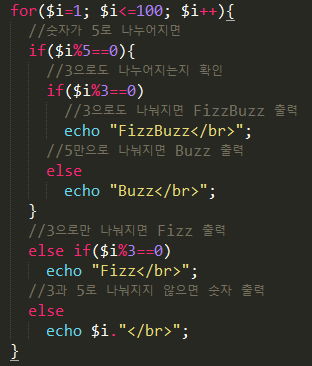 for($i=1; $i<=100; $i++){
//숫자가 5로 나누어지면
if($i%5==0){
//3으로도 나누어지는지 확인
if($i%3==0)
//3으로도 나눠지면 FizzBuzz 출력
echo "FizzBuzz</br>";
//5만으로 나눠지면 Buzz 출력
else
echo "Buzz</br>";
}
//3으로만 나눠지면 Fizz 출력
else if($i%3==0)
echo "Fizz</br>";
//3과 5로 나눠지지 않으면 숫자 출력
else
echo $i."</br>";
}